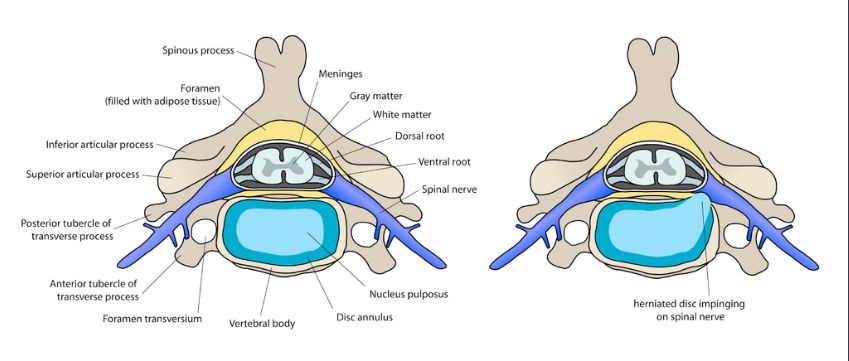 Spinous process
Meninges
Foramen
(filled with adipose tissue)
Gray matter
White matter
Dorsal root
Inferior articular process
Ventral root
Superior articular process
Spinal nerve
Posterior tubercle of
transverse process
Anterior tubercle of
transverse process
Nucleus pulposus
Foramen transversium
Vertebral body
Disc annulus
herniated disc impinging
on spinal nerve